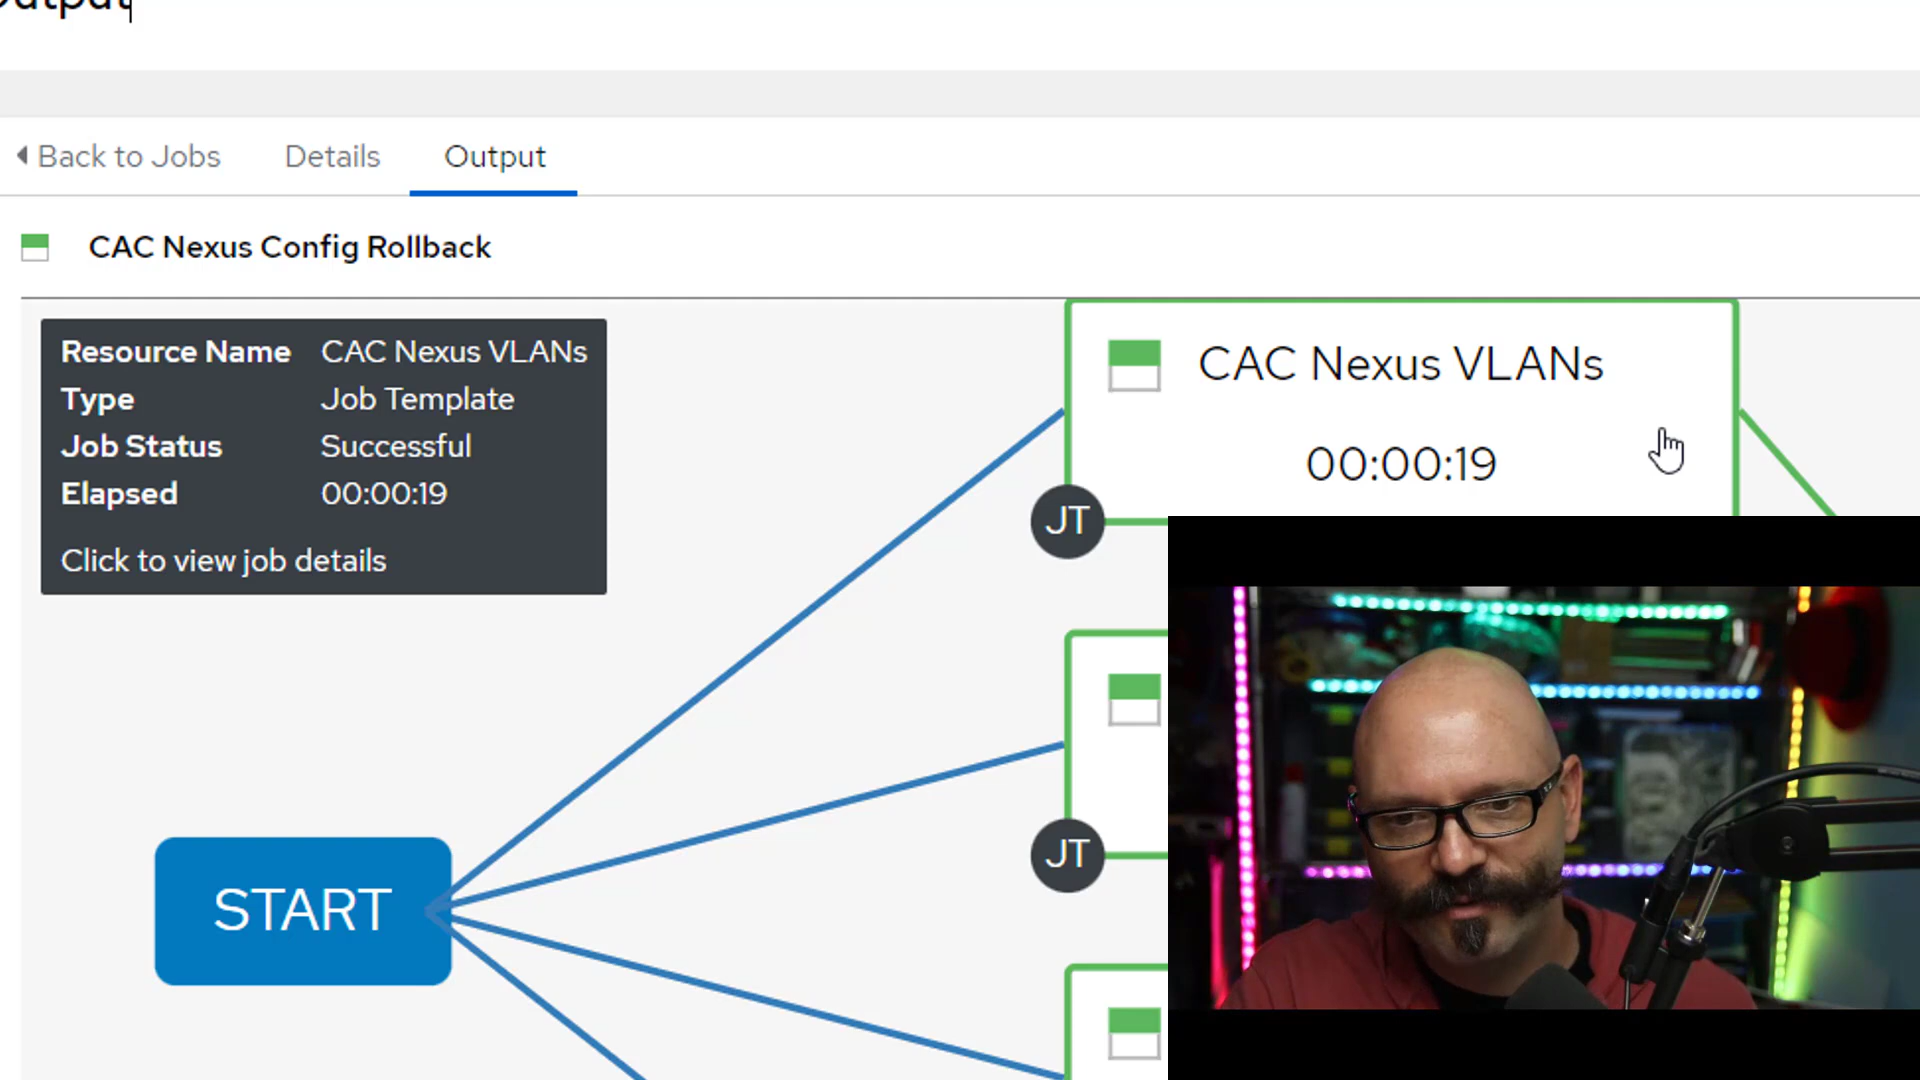 Output
Back to Jobs
Details
Output
CAC Nexus Config Rollback
Resource Name CAC Nexus VLANs
Type Job Template
Job Status Successful
Elapsed 00:00:19
Click to view job details
CAC Nexus VLANs
00:00:19
JT
JT
START